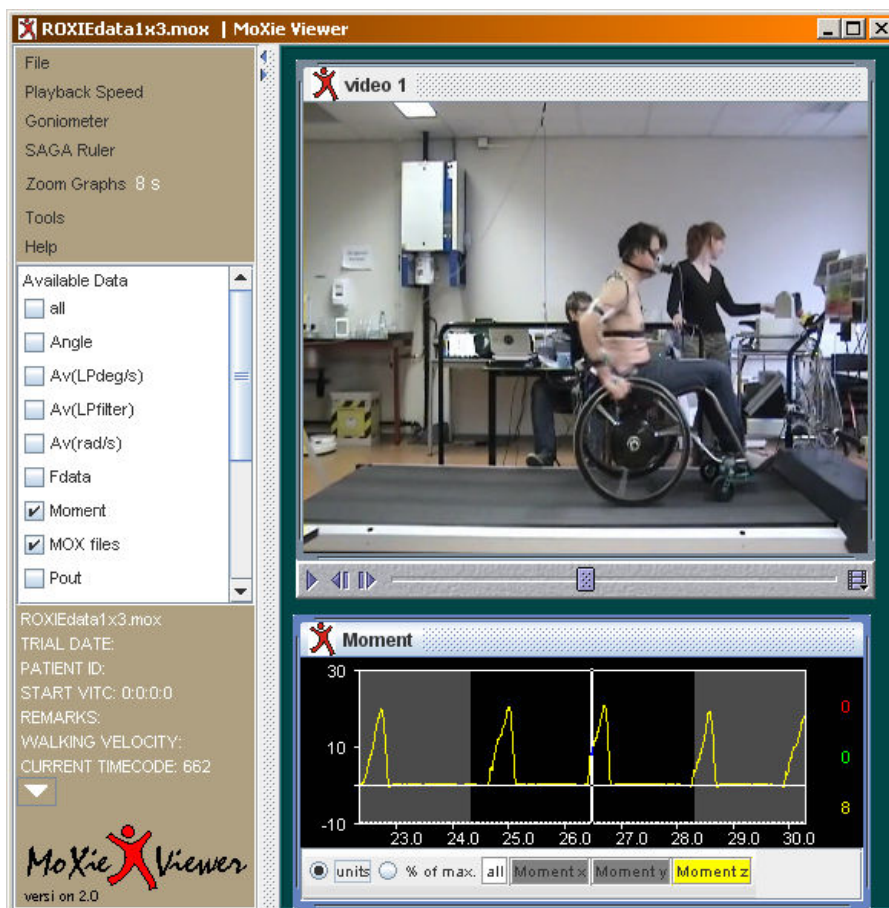 ROXIEdata1x3.mox | MoXie Viewer
File
Playback Speed
Goniometer
SAGA Ruler
Zoom Graphs 8 s
Tools
Help
Available Data
all
Angle
Av(LPdeg/s)
Av(LPfilter)
Av(rad/s)
Fdata
Moment
MOX files
Pout
ROXIEdata1x3.mox
TRIAL DATE:
PATIENT ID:
START VITC: 0:0:0:0
REMARKS:
WALKING VELOCITY:
CURRENT TIMECODE: 662
MoXie Viewer
versi on 2.0
video 1
Moment
30
10
-10
23.0 24.0 25.0 26.0 27.0 28.0 29.0 30.0
0
0
8
units % of max. all Moment x Moment y Moment z